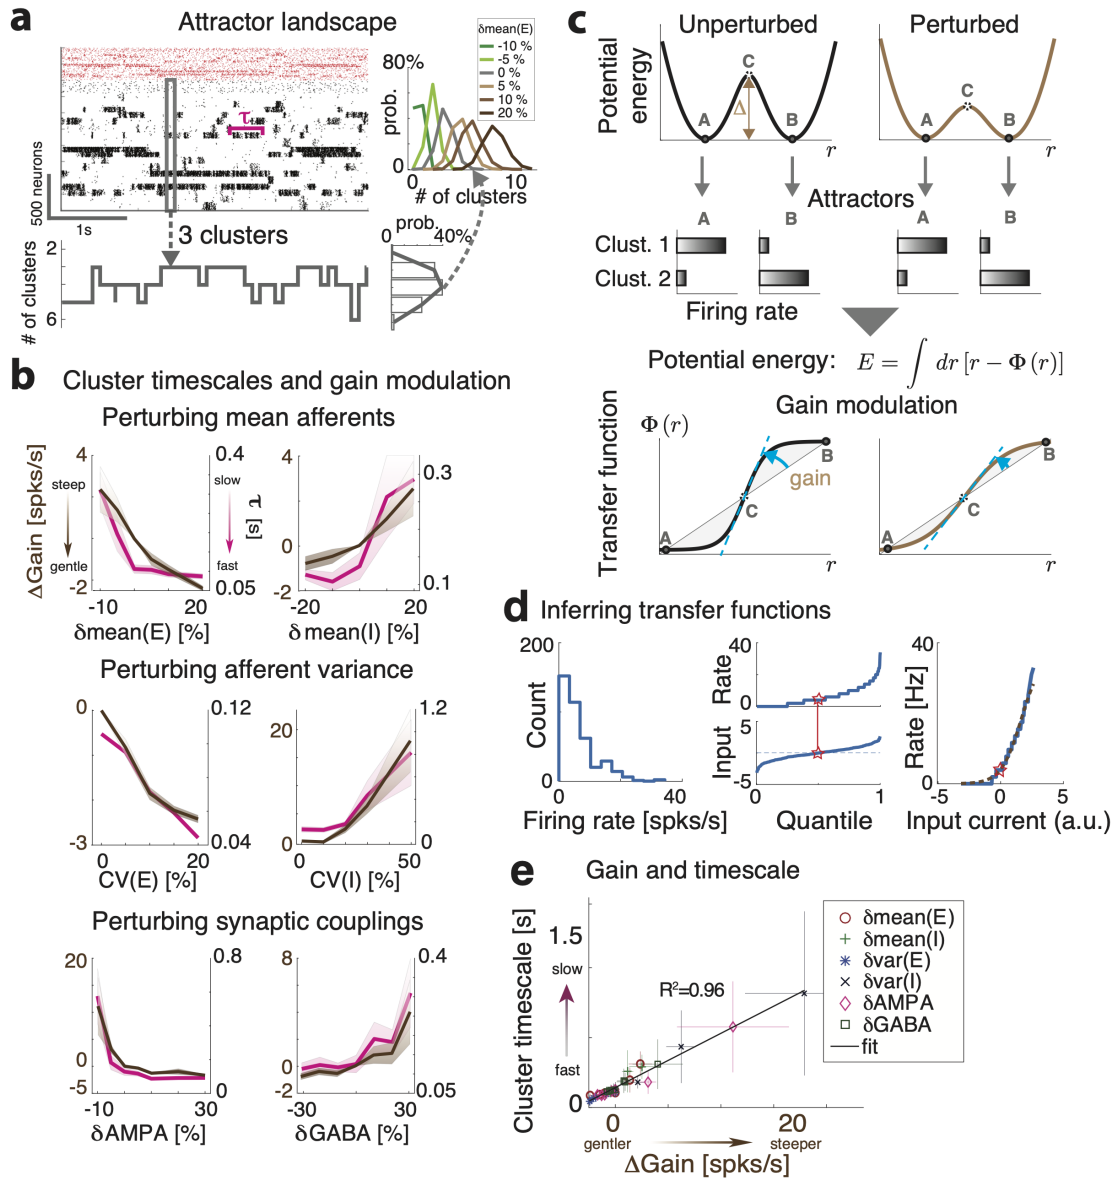 a
Attractor landscape
δmean(E)
-10 %
-5 %
0 %
5 %
10 %
20 %
80%
prob
0
0
10
# of clusters
τ
500 neurons
1s
3 clusters
prob.
0
40%
2
6
# of clusters
b
Cluster timescales and gain modulation
Perturbing mean afferents
ΔGain [spks/s]
4
steep
gentle
-2
0.4
slow
τ [s]
fast
0.05
-10
20
δmean(E) [%]
4
0
-2
0.3
0.1
-20
20
δ mean(I) [%]
Perturbing afferent variance
0
-3
0.12
0.04
0
20
CV(E) [%]
20
0
1.2
0
0
50
CV(I) [%]
Perturbing synaptic couplings
20
0
-5
0.8
0
-10
30
δAMPA [%]
8
0
-2
0.4
0.05
-30
30
δGABA [%]
c
Unperturbed
Perturbed
Potential
energy
A
B
C
Δ
r
A
B
C
r
Attractors
A
B
A
B
Clust. 1
Clust. 2
Firing rate
Potential energy: E = ∫ dr [r − Φ (r)]
Gain modulation
Transfer function
Φ (r)
A
B
C
gain
r
A
B
C
r
d
Inferring transfer functions
200
Count
0
0
40
Firing rate [spks/s]
40
Rate
0
5
Input
-5
0
1
Quantile
40
Rate [Hz]
0
-5
0
5
Input current (a.u.)
e
Gain and timescale
Cluster timescale [s]
1.5
slow
fast
0
R²=0.96
δmean(E)
δmean(I)
δvar(E)
δvar(I)
δAMPA
δGABA
fit
0
20
gentler
steeper
ΔGain [spks/s]